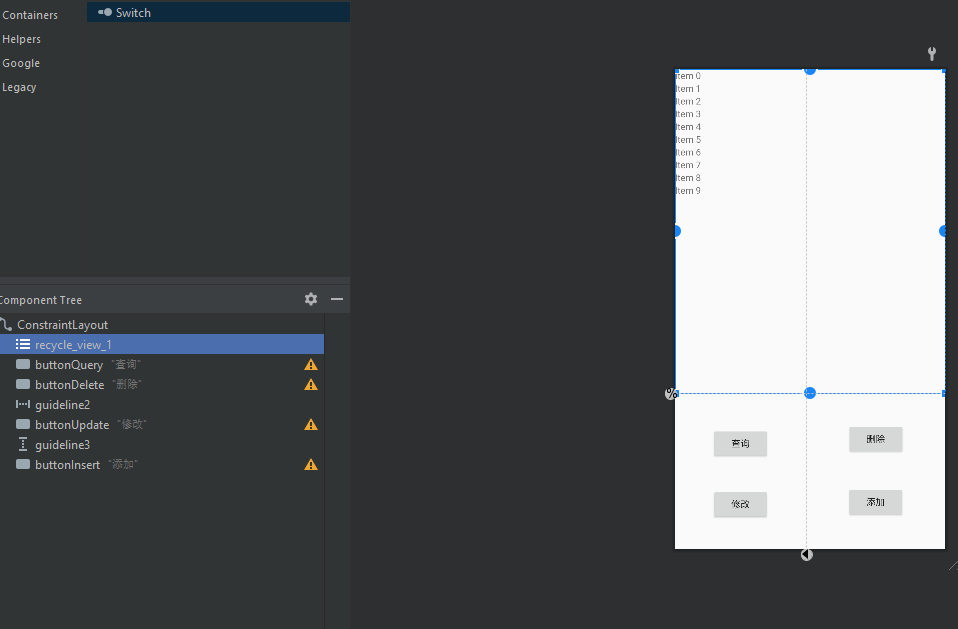 Containers
Switch
Helpers
Google
Legacy
Component Tree
ConstraintLayout
recycle_view_1
buttonQuery "查询"
buttonDelete "删除"
guideline2
buttonUpdate "修改"
guideline3
buttonInsert "添加"
Item 0
Item 1
Item 2
Item 3
Item 4
Item 5
Item 6
Item 7
Item 8
Item 9
%
查询
删除
修改
添加